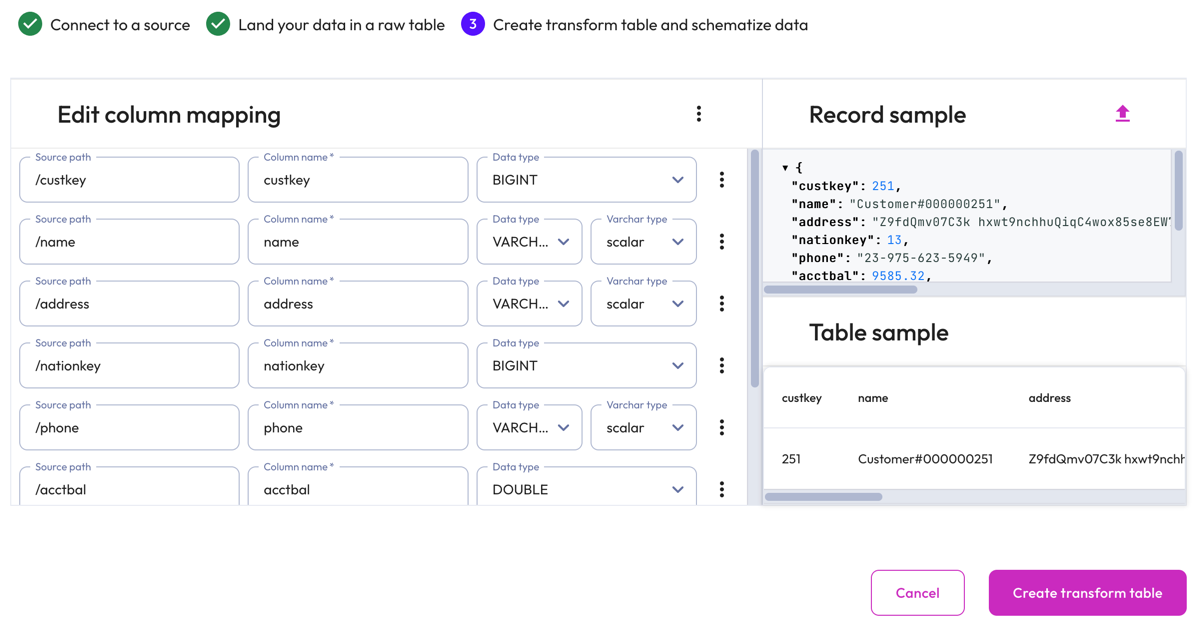 Connect to a source
Land your data in a raw table
3 Create transform table and schematize data
Edit column mapping
Source path Column name * Data type
/custkey custkey BIGINT
Source path Column name * Data type Varchar type
/name name VARCH... scalar
Source path Column name * Data type Varchar type
/address address VARCH... scalar
Source path Column name * Data type
/nationkey nationkey BIGINT
Source path Column name * Data type Varchar type
/phone phone VARCH... scalar
Source path Column name * Data type
/acctbal acctbal DOUBLE
Record sample
{
"custkey": 251,
"name": "Customer#000000251",
"address": "Z9fdQmv07C3k hxwt9nchhuQiqC4wox85se8EW
"nationkey": 13,
"phone": "23-975-623-5949",
"acctbal": 9585.32,
Table sample
custkey name address
251 Customer#000000251 Z9fdQmv07C3k hxwt9nchh
Cancel
Create transform table